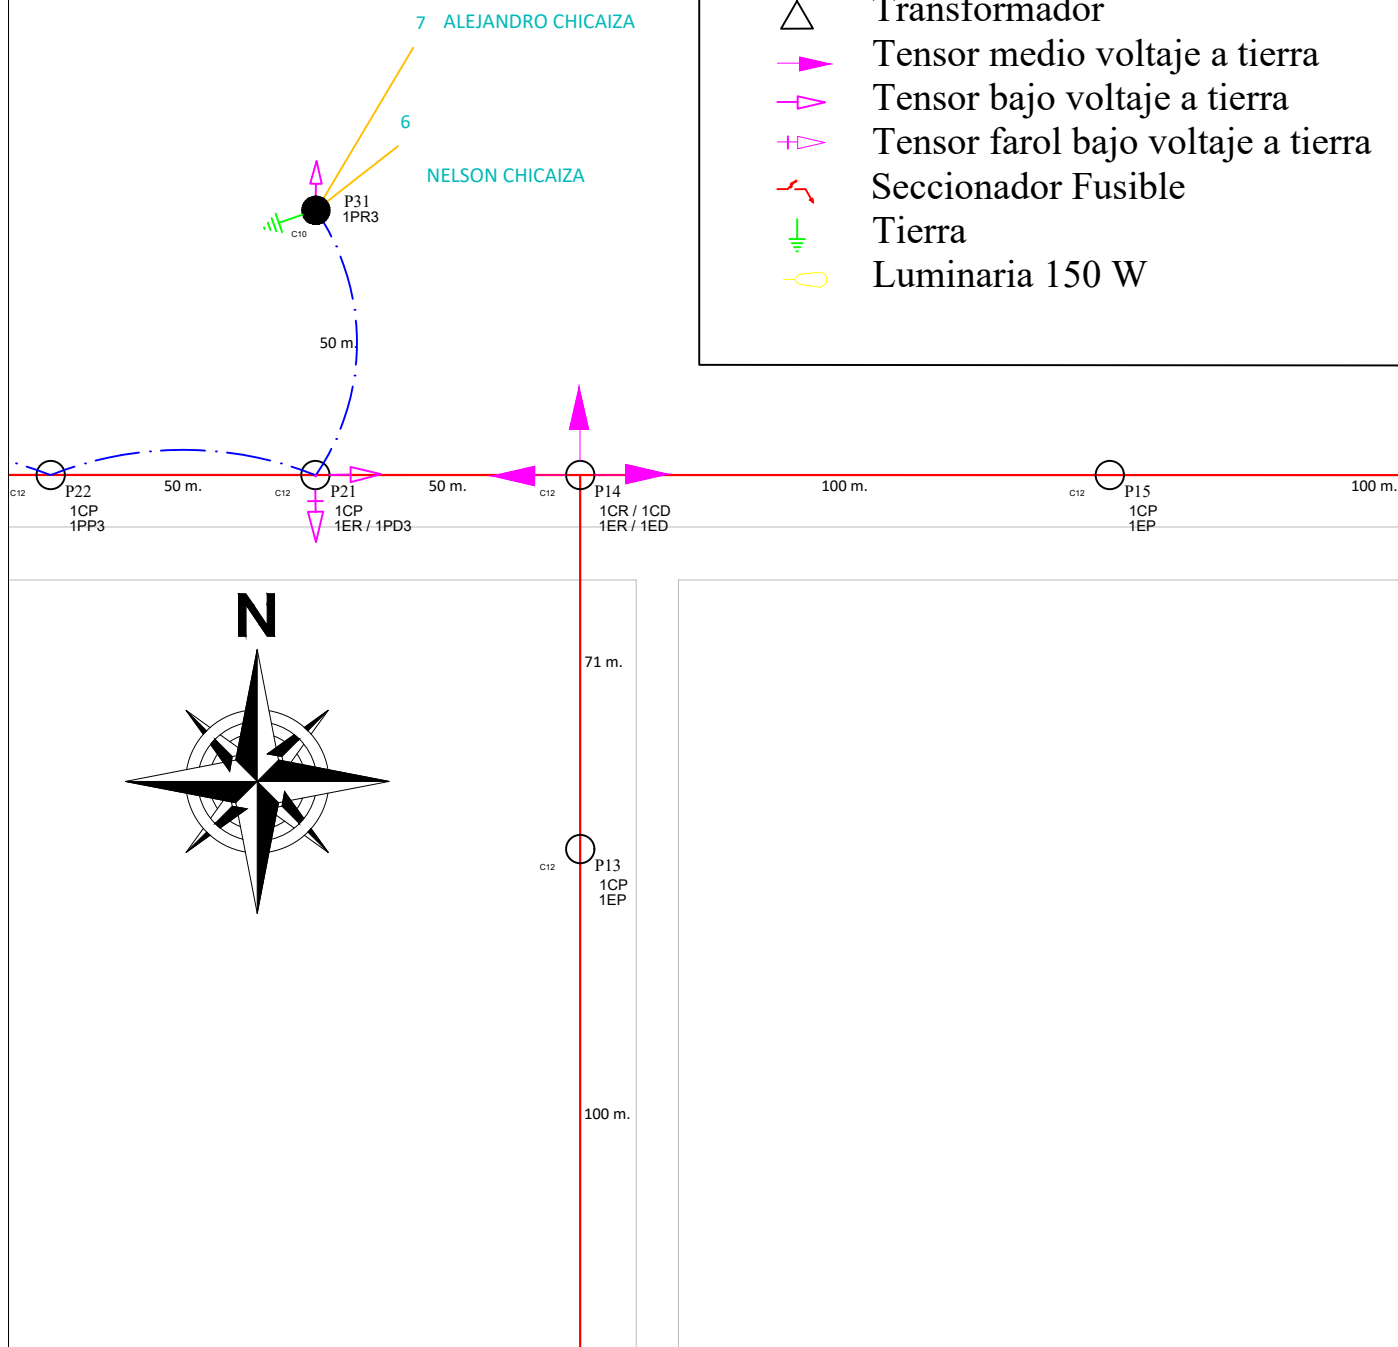 7 ALEJANDRO CHICAIZA
6
NELSON CHICAIZA
P31
1PR3
C10
50 m.
Transformador
Tensor medio voltaje a tierra
Tensor bajo voltaje a tierra
Tensor farol bajo voltaje a tierra
Seccionador Fusible
Tierra
Luminaria 150 W
C12
P22
1CP
1PP3
50 m.
C12
P21
1CP
1ER / 1PD3
50 m.
C12
P14
1CR / 1CD
1ER / 1ED
100 m.
C12
P15
1CP
1EP
100 m.
N
71 m.
C12
P13
1CP
1EP
100 m.